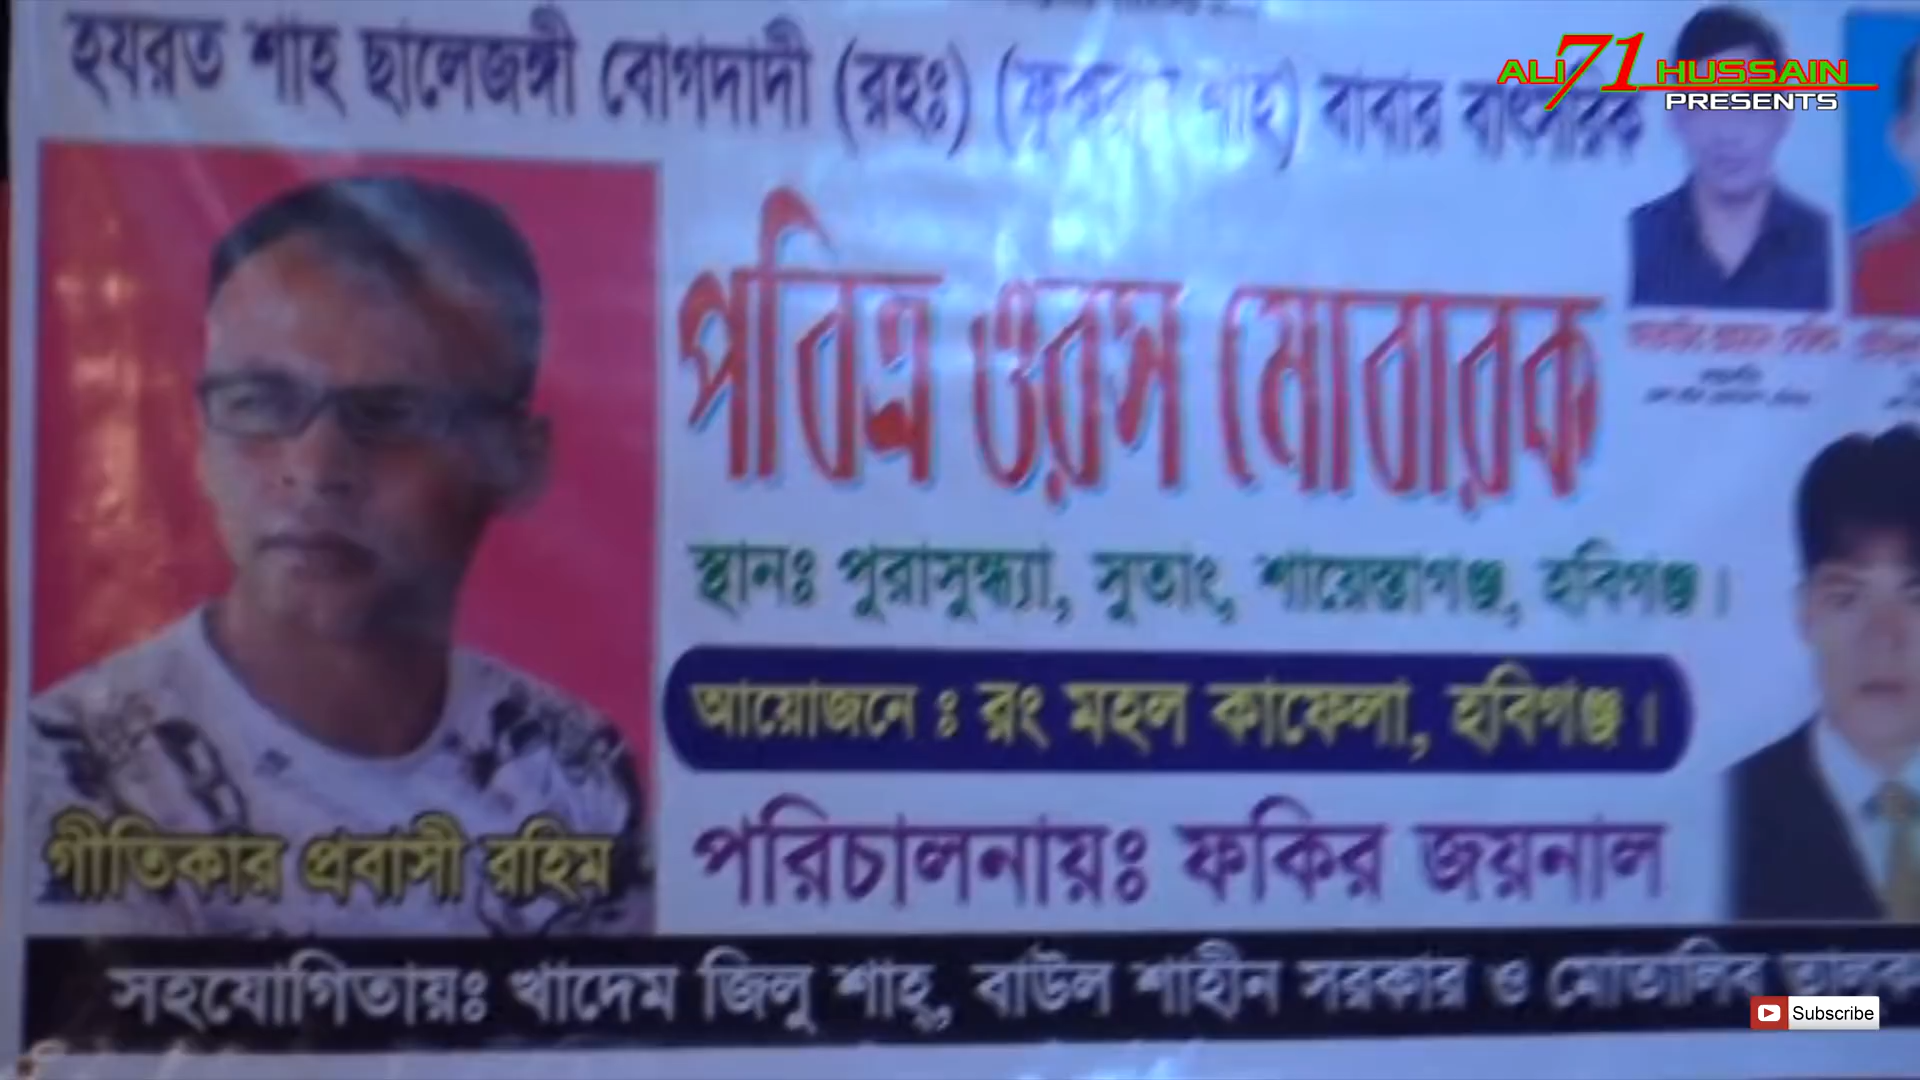 হযরত শাহ ছালেজঙ্গী বোগদাদী (রহঃ) শাহ) বাবার বাৎসরিক
ALI 71 HUSSAIN
PRESENTS
পবিত্র ওরস মোবারক
স্থানঃ পুরাসুন্ধ্যা, সুতাং, শায়েস্তাগঞ্জ, হবিগঞ্জ।
আয়োজনে ঃ রং মহল কাফেলা, হবিগঞ্জ।
গীতিকার প্রবাসী রহিম
পরিচালনায়ঃ ফকির জয়নাল
সহযোগিতায়ঃ খাদেম জিলু শাহ্, বাউল শাহীন সরকার ও মোতালিব
Subscribe